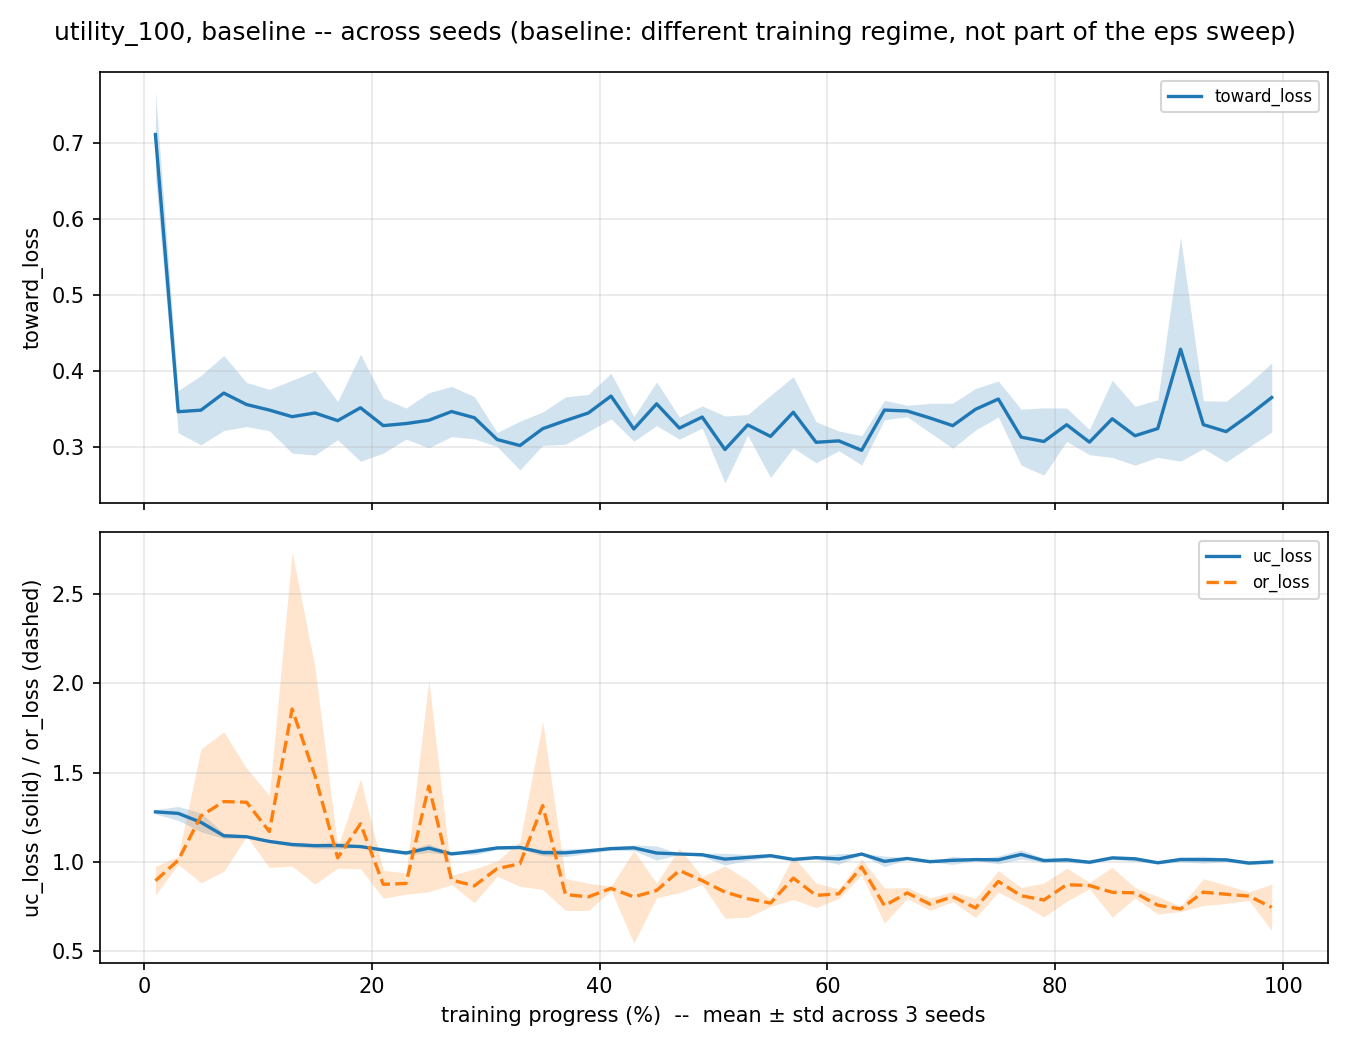 utility_100, baseline -- across seeds (baseline: different training regime, not part of the eps sweep)
toward_loss
0.7
0.6
0.5
0.4
0.3
toward_loss
uc_loss
or_loss
2.5
2.0
1.5
1.0
0.5
uc_loss (solid) / or_loss (dashed)
0 20 40 60 80 100
training progress (%)  --  mean ± std across 3 seeds